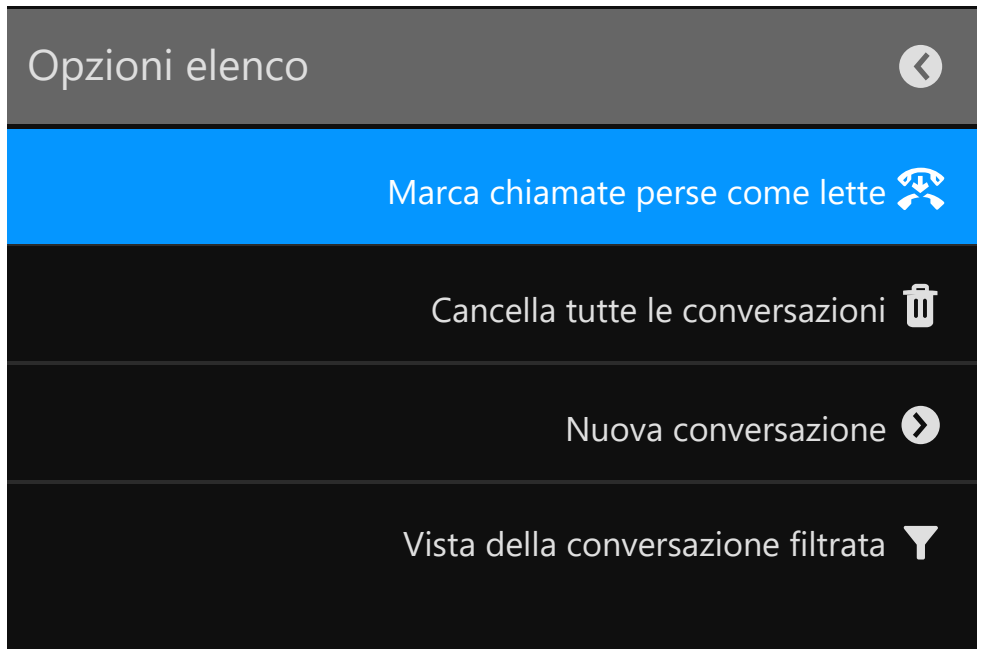 Opzioni elenco
Marca chiamate perse come lette
Cancella tutte le conversazioni
Nuova conversazione
Vista della conversazione filtrata